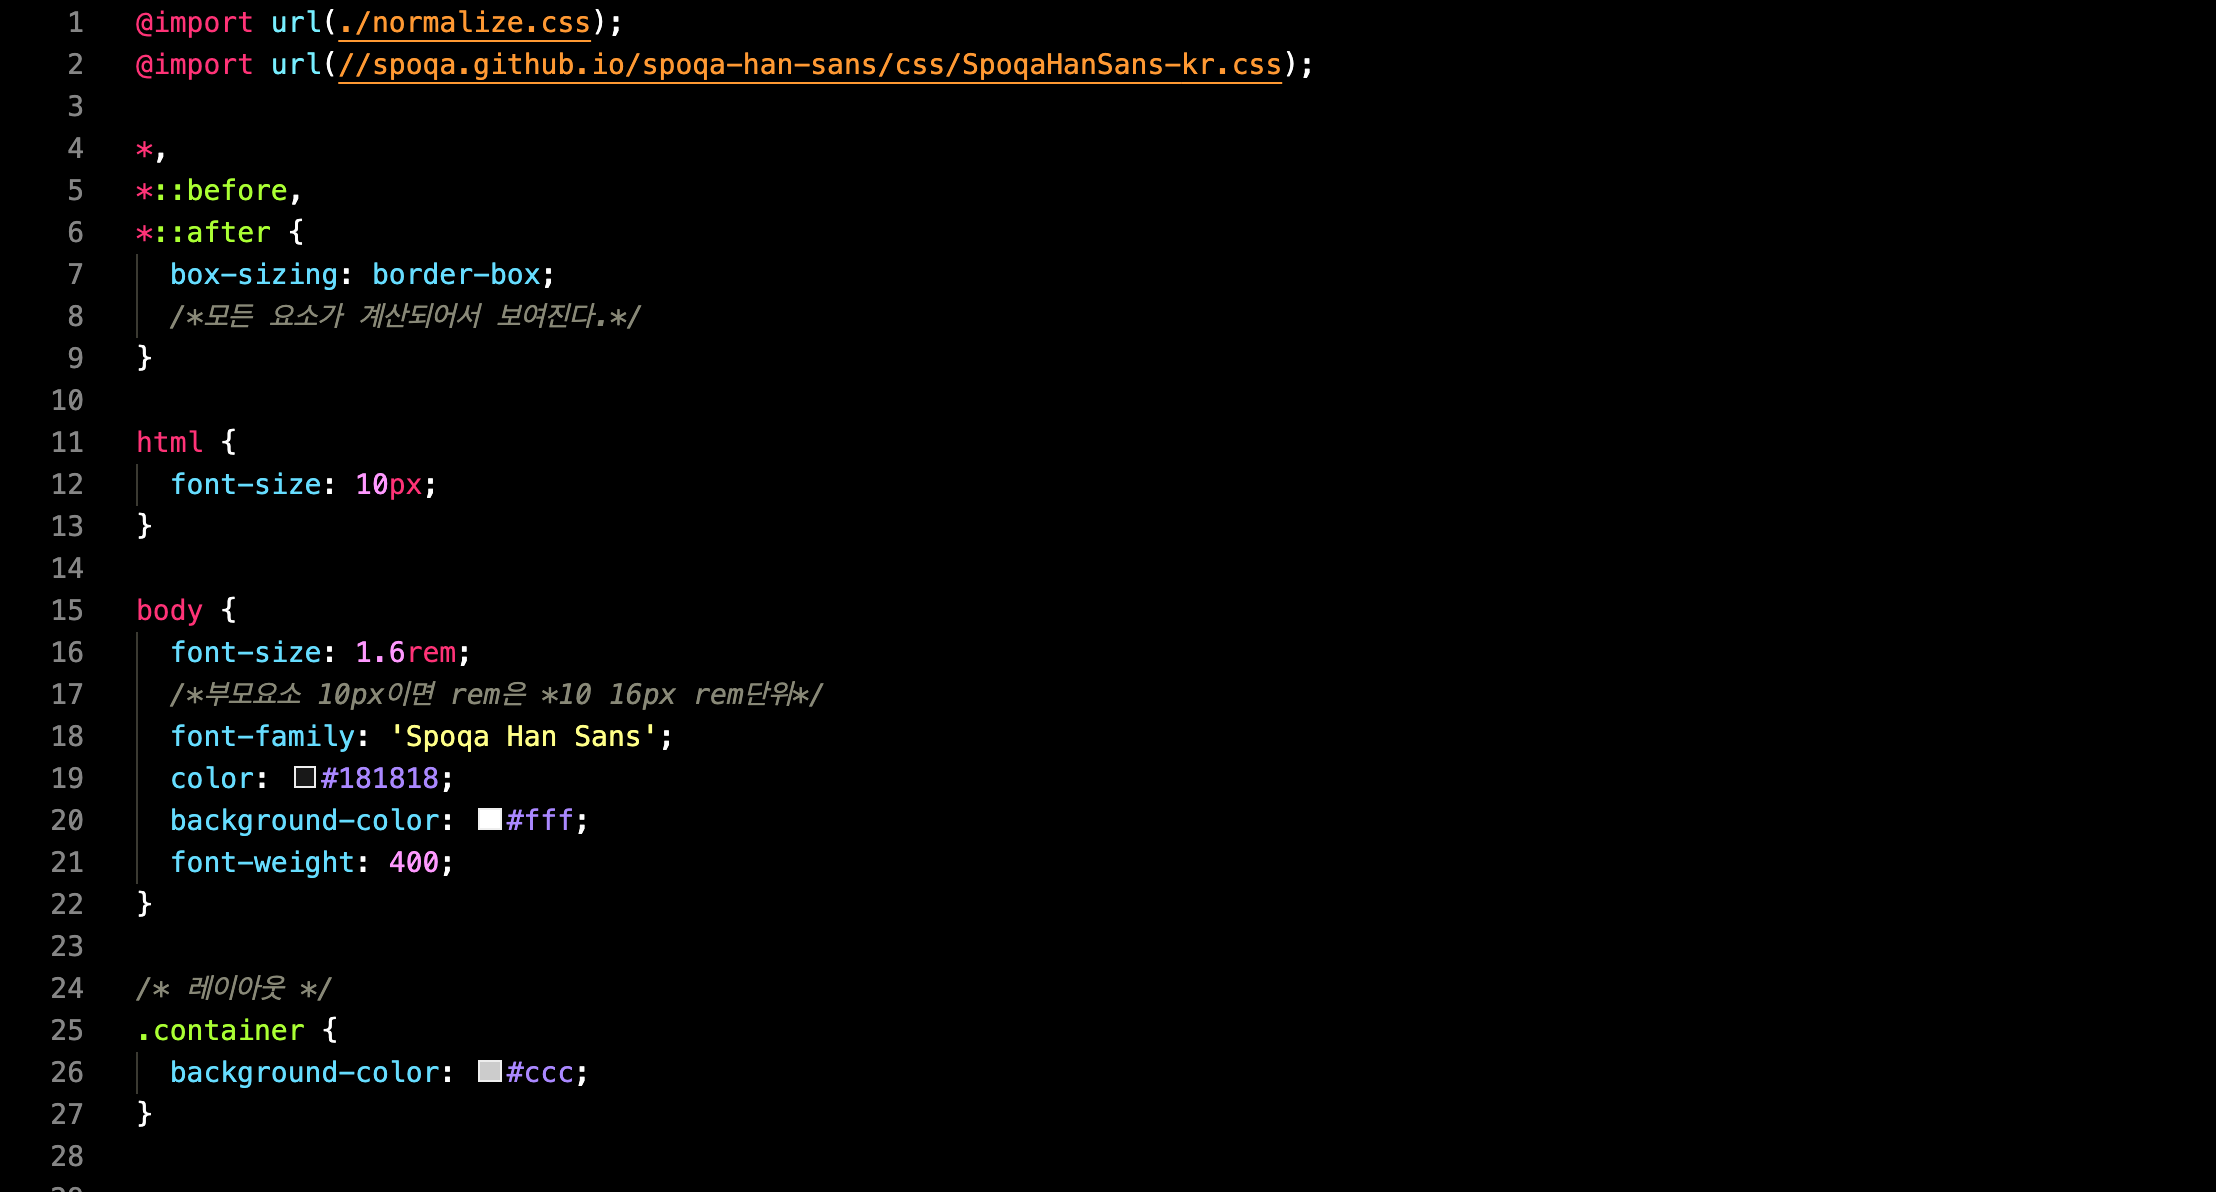 1 @import url(./normalize.css);
2 @import url(//spoqa.github.io/spoqa-han-sans/css/SpoqaHanSans-kr.css);
3
4 *,
5 *::before,
6 *::after {
7 box-sizing: border-box;
8 /*모든 요소가 계산되어서 보여진다.*/
9 }
10
11 html {
12 font-size: 10px;
13 }
14
15 body {
16 font-size: 1.6rem;
17 /*부모요소 10px이면 rem은 *10 16px rem단위*/
18 font-family: 'Spoqa Han Sans';
19 color: #181818;
20 background-color: #fff;
21 font-weight: 400;
22 }
23
24 /* 레이아웃 */
25 .container {
26 background-color: #ccc;
27 }
28